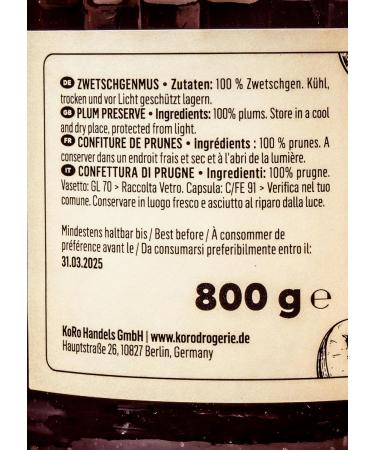 DE ZWETSCHGENMUS • Zutaten: 100 % Zwetschgen. Kühl,
trocken und vor Licht geschützt lagern.
GB PLUM PRESERVE • Ingredients: 100% plums. Store in a cool
and dry place, protected from light.
FR CONFITURE DE PRUNES • Ingrédients : 100 % prunes. A
conserver dans un endroit frais et sec et à l'abri de la lumière.
IT CONFETTURA DI PRUGNE • Ingredienti: 100% prugne.
Vasetto: GL 70 > Raccolta Vetro. Capsula: C/FE 91 > Verifica nel tuo
comune. Conservare in luogo fresco e asciutto al riparo dalla luce.
Mindestens haltbar bis / Best before / À consommer de
préférence avant le / Da consumarsi preferibilmente entro il:
31.03.2025
800 g ℮
KoRo Handels GmbH | www.korodrogerie.de
Hauptstraße 26, 10827 Berlin, Germany